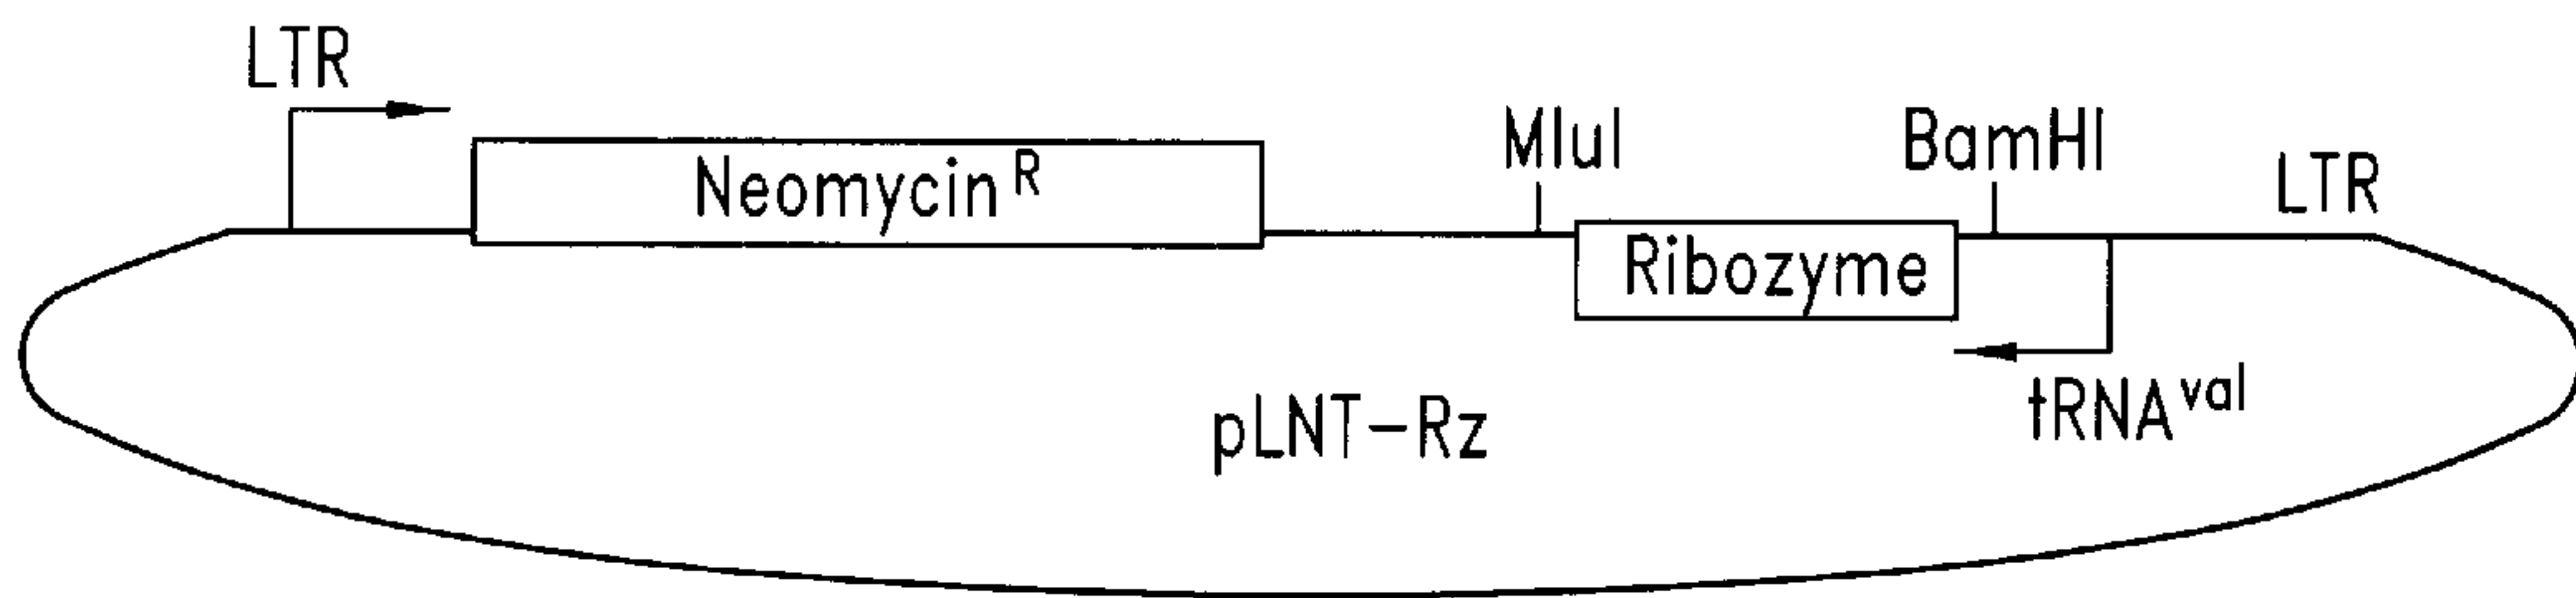 LTR
Neomycin R
MluI
BamHI
LTR
Ribozyme
tRNA val
pLNT-Rz